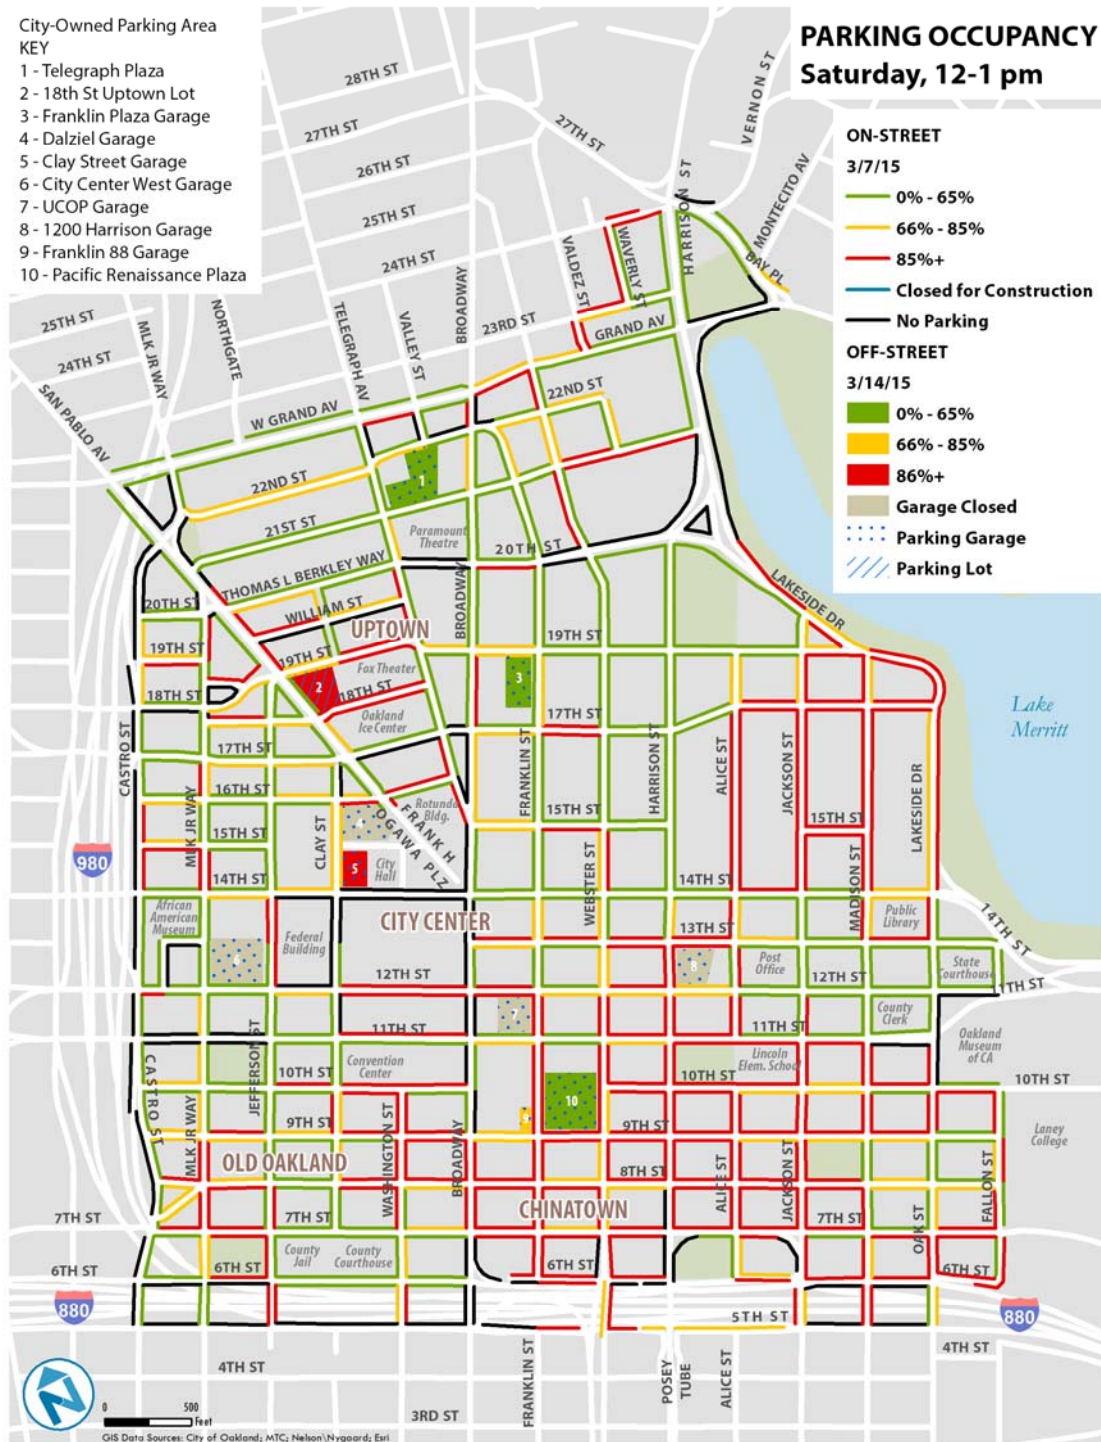 City-Owned Parking Area
KEY
1 - Telegraph Plaza
2 - 18th St Uptown Lot
3 - Franklin Plaza Garage
4 - Dalziel Garage
5 - Clay Street Garage
6 - City Center West Garage
7 - UCOP Garage
8 - 1200 Harrison Garage
9 - Franklin 88 Garage
10 - Pacific Renaissance Plaza
PARKING OCCUPANCY
Saturday, 12-1 pm
ON-STREET
3/7/15
0% - 65%
66% - 85%
85%+
Closed for Construction
No Parking
OFF-STREET
3/14/15
0% - 65%
66% - 85%
86%+
Garage Closed
Parking Garage
Parking Lot
28TH ST
27TH ST
27TH ST
VERNON ST
26TH ST
25TH ST
24TH ST
HARRISON ST
MONTECITO AV
BAY PL
WAVERLY ST
VALDEZ ST
BROADWAY
23RD ST
GRAND AV
VALLEY ST
TELEGRAPH AV
NORTHGATE
MLK JR WAY
25TH ST
24TH ST
SAN PABLO AV
W GRAND AV
22ND ST
22ND ST
1
21ST ST
Paramount
Theatre
20TH ST
THOMAS L BERKLEY WAY
WILLIAM ST
UPTOWN
BROADWAY
LAKESIDE DR
20TH ST
19TH ST
19TH ST
19TH ST
Fox Theater
18TH ST
2
18TH ST
3
Oakland
Ice Center
17TH ST
17TH ST
Lake
Merritt
CASTRO ST
FRANKLIN ST
HARRISON ST
ALICE ST
JACKSON ST
LAKESIDE DR
16TH ST
Rotunda
Bldg.
FRANK H
OGAWA PLZ
15TH ST
15TH ST
15TH ST
MLK JR WAY
CLAY ST
4
5
City
Hall
980
14TH ST
WEBSTER ST
14TH ST
MADISON ST
14TH ST
African
American
Museum
Federal
Building
CITY CENTER
13TH ST
Public
Library
6
12TH ST
8
Post
Office
12TH ST
State
Courthouse
11TH ST
7
11TH ST
11TH ST
County
Clerk
Oakland
Museum
of CA
CASTRO ST
JEFFERSON ST
10TH ST
Convention
Center
10TH ST
Lincoln
Elem. School
10TH ST
MLK JR WAY
9TH ST
WASHINGTON ST
BROADWAY
9
10
9TH ST
Laney
College
OLD OAKLAND
8TH ST
ALICE ST
JACKSON ST
FALLON ST
7TH ST
7TH ST
CHINATOWN
7TH ST
OAK ST
6TH ST
6TH ST
County
Jail
County
Courthouse
6TH ST
6TH ST
880
5TH ST
880
4TH ST
FRANKLIN ST
POSEY
TUBE
ALICE ST
4TH ST
3RD ST
0 500
Feet
GIS Data Sources: City of Oakland; MTC; Nelson\Nygaard; Esri